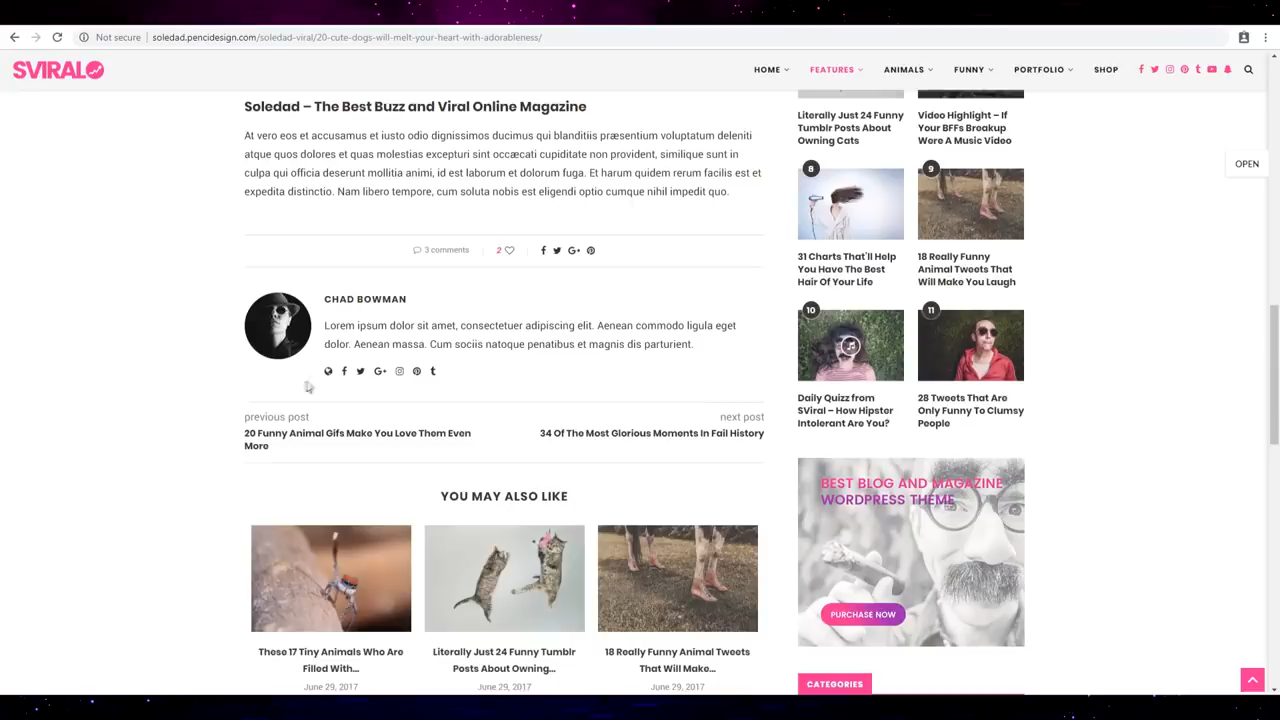 Not secure | soledad.pencidesign.com/soledad-viral/20-cute-dogs-will-melt-your-heart-with-adorableness/
SVIRAL
HOME
FEATURES
ANIMALS
FUNNY
PORTFOLIO
SHOP
OPEN
Soledad – The Best Buzz and Viral Online Magazine
At vero eos et accusamus et iusto odio dignissimos ducimus qui blanditiis præsentium voluptatum deleniti
atque quos dolores et quas molestias excepturi sint occæcati cupiditate non provident, similique sunt in
culpa qui officia deserunt mollitia animi, id est laborum et dolorum fuga. Et harum quidem rerum facilis est et
expedita distinctio. Nam libero tempore, cum soluta nobis est eligendi optio cumque nihil impedit quo.
3 comments
2
CHAD BOWMAN
Lorem ipsum dolor sit amet, consectetuer adipiscing elit. Aenean commodo ligula eget
dolor. Aenean massa. Cum sociis natoque penatibus et magnis dis parturient.
previous post
20 Funny Animal Gifs Make You Love Them Even
More
next post
34 Of The Most Glorious Moments In Fail History
YOU MAY ALSO LIKE
These 17 Tiny Animals Who Are
Filled With...
June 29, 2017
Literally Just 24 Funny Tumblr
Posts About Owning...
June 29, 2017
18 Really Funny Animal Tweets
That Will Make...
June 29, 2017
Literally Just 24 Funny
Tumblr Posts About
Owning Cats
Video Highlight – If
Your BFFs Breakup
Were A Music Video
8
31 Charts That'll Help
You Have The Best
Hair Of Your Life
9
18 Really Funny
Animal Tweets That
Will Make You Laugh
10
Daily Quizz from
SViral – How Hipster
Intolerant Are You?
11
28 Tweets That Are
Only Funny To Clumsy
People
BEST BLOG AND MAGAZINE
WORDPRESS THEME
PURCHASE NOW
CATEGORIES